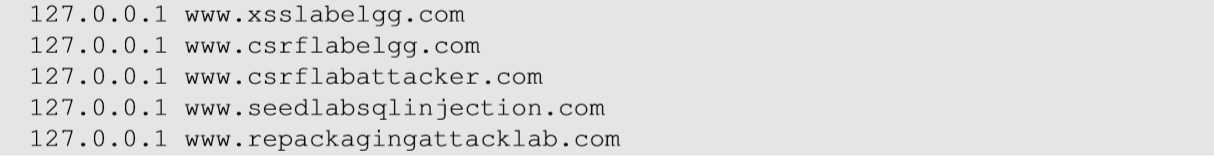 127.0.0.1 www.xsslabelgg.com
127.0.0.1 www.csrflabelgg.com
127.0.0.1 www.csrflabattacker.com
127.0.0.1 www.seedlabsqlinjection.com
127.0.0.1 www.repackagingattacklab.com